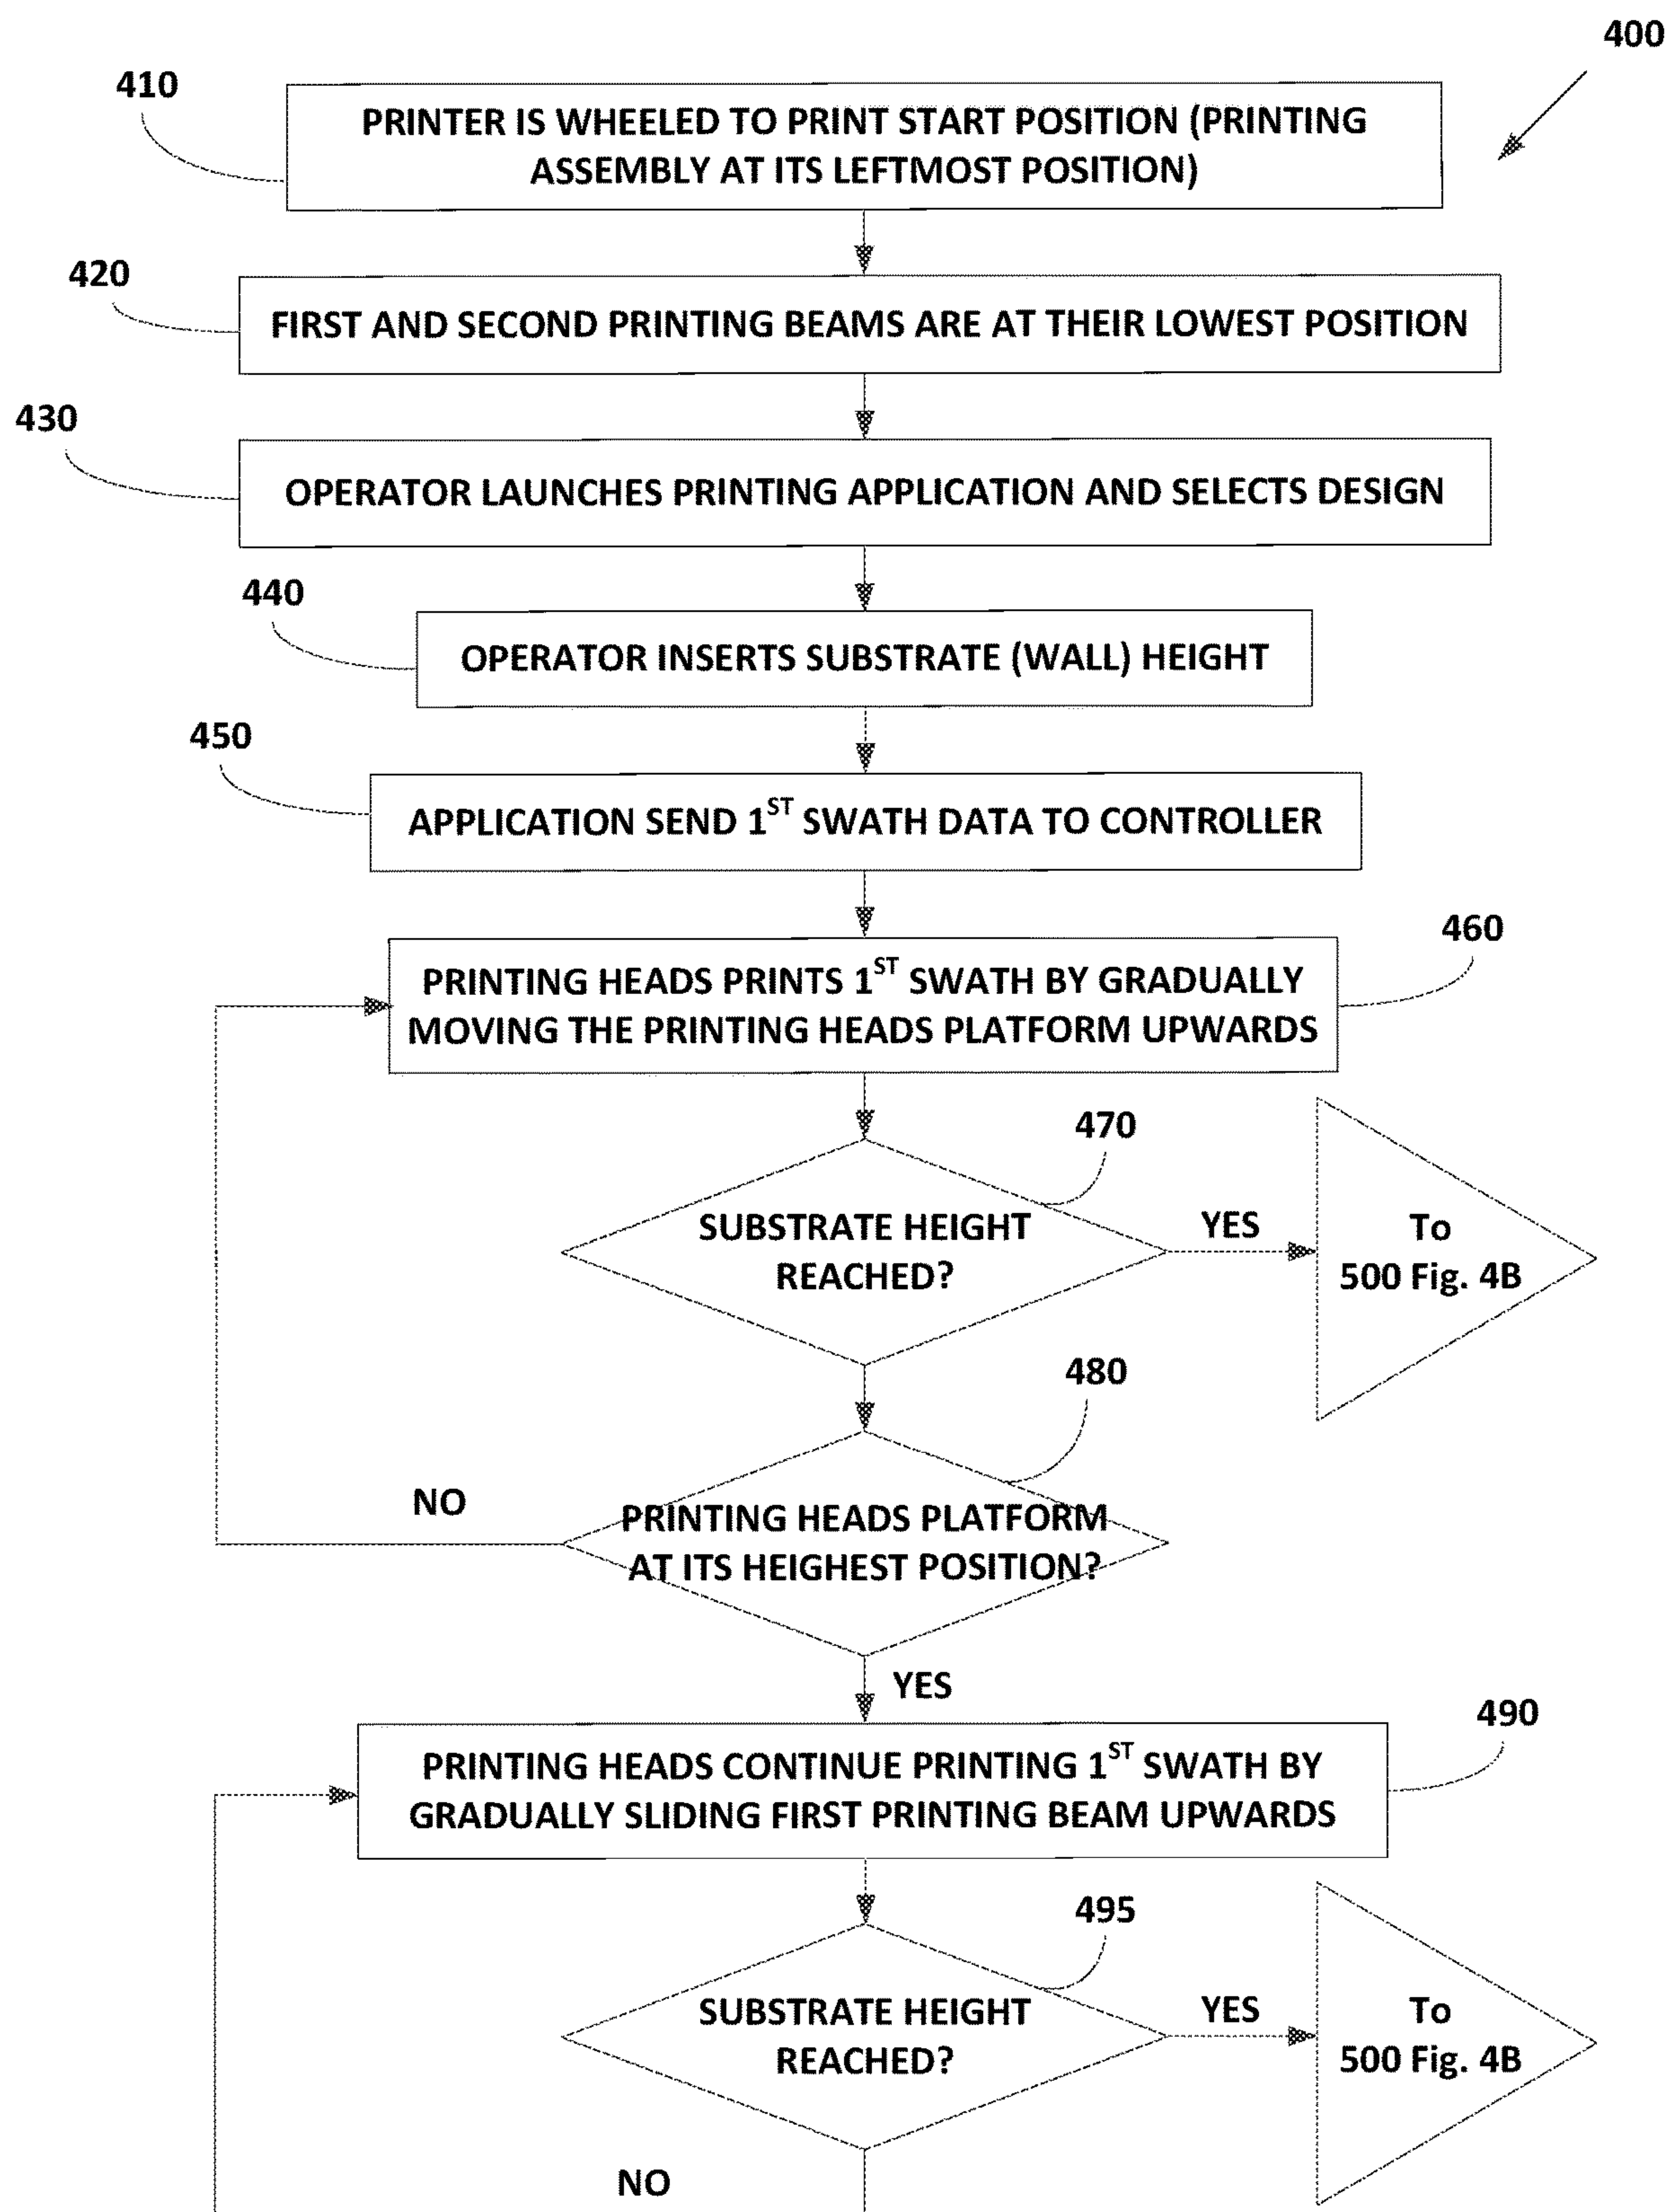 400
410
PRINTER IS WHEELED TO PRINT START POSITION (PRINTING
ASSEMBLY AT ITS LEFTMOST POSITION)
420
FIRST AND SECOND PRINTING BEAMS ARE AT THEIR LOWEST POSITION
430
OPERATOR LAUNCHES PRINTING APPLICATION AND SELECTS DESIGN
440
OPERATOR INSERTS SUBSTRATE (WALL) HEIGHT
450
APPLICATION SEND 1ST SWATH DATA TO CONTROLLER
460
PRINTING HEADS PRINTS 1ST SWATH BY GRADUALLY
MOVING THE PRINTING HEADS PLATFORM UPWARDS
470
SUBSTRATE HEIGHT
REACHED?
YES
To
500 Fig. 4B
480
PRINTING HEADS PLATFORM
AT ITS HEIGHEST POSITION?
NO
YES
490
PRINTING HEADS CONTINUE PRINTING 1ST SWATH BY
GRADUALLY SLIDING FIRST PRINTING BEAM UPWARDS
495
SUBSTRATE HEIGHT
REACHED?
YES
To
500 Fig. 4B
NO